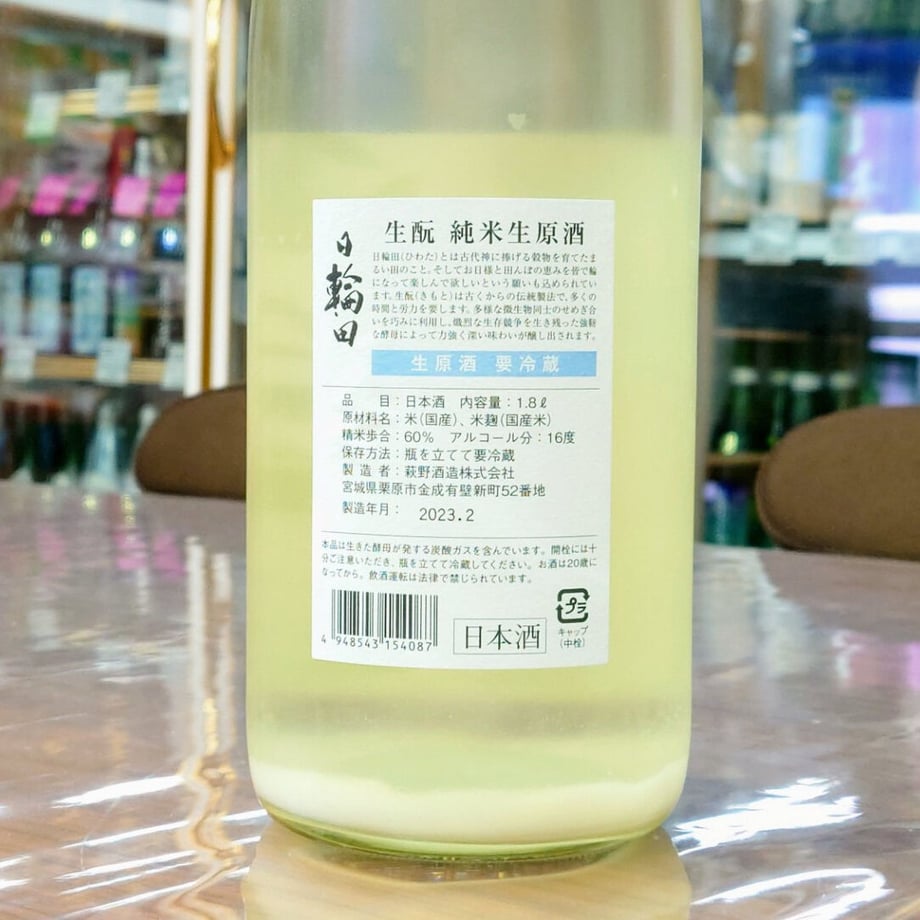 日輪田
生酛 純米生原酒
日輪田(ひわた)とは古代神に捧げる穀物を育てたま
るい田のこと。そしてお日様と田んぼの恵みを皆で輪
になって楽しんで欲しいという願いも込められていま
す。生酛(きもと)は古くからの伝統製法で、多くの
時間と労力を要します。多様な微生物同士のせめぎ合
いを巧みに利用し、熾烈な生存競争を生き残った強靭
な酵母によって力強く深い味わいが醸し出されます。
生原酒 要冷蔵
品 目：日本酒 内容量：1.8ℓ
原材料名：米(国産)、米麹(国産米)
精米歩合：60% アルコール分：16度
保存方法：瓶を立てて要冷蔵
製造者：萩野酒造株式会社
宮城県栗原市金成有壁新町52番地
製造年月： 2023.2
本品は生きた酵母が発する炭酸ガスを含んでいます。開栓には十
分ご注意いただき、瓶を立てて冷蔵してください。お酒は20歳に
なってから。飲酒運転は法律で禁じられています。
4 948543 154087
日本酒
プラ
キャップ
(中栓)